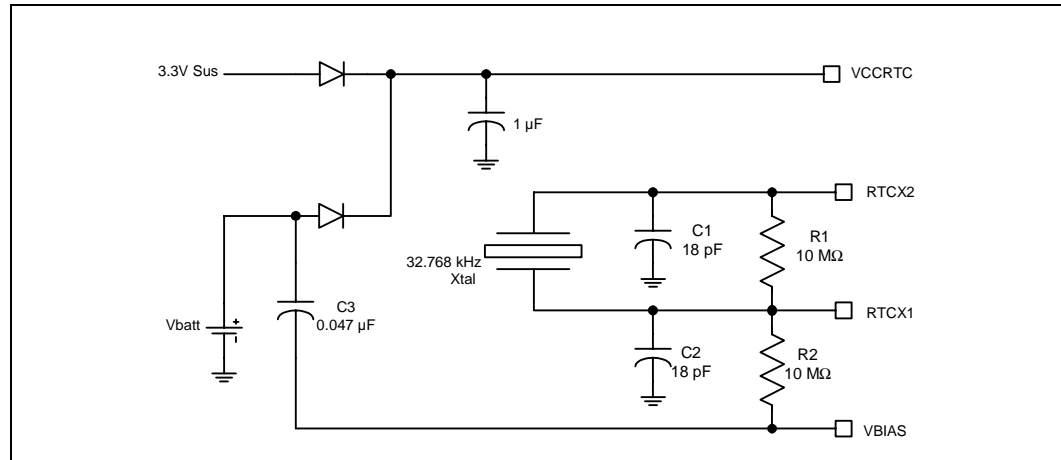 3.3V Sus
VCCRTC
1 µF
RTCX2
C1
18 pF
R1
10 MΩ
32.768 kHz
Xtal
C3
0.047 µF
Vbatt
+
-
RTCX1
C2
18 pF
R2
10 MΩ
VBIAS